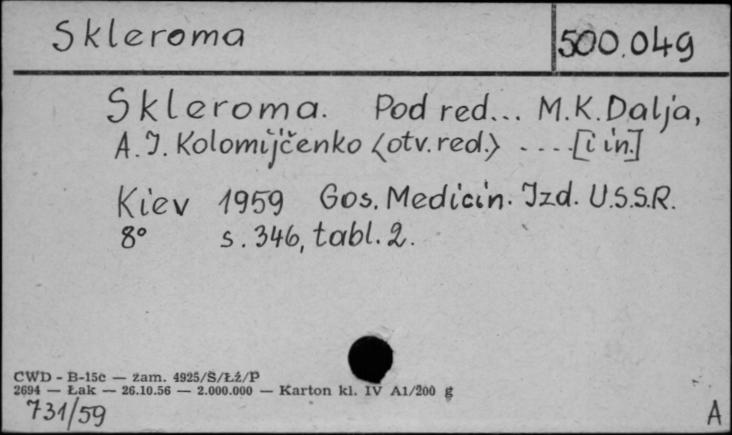 Skleroma
500.049
Skleroma. Pod red... M.K. Dalja,
A.I. Kolomijčenko <otv. red.> .... [i in.]
Kiev 1959 Gos. Medicin. Izd. U.S.S.R.
8° s. 346, tabl. 2.
CWD - B-15c — zam. 4925/S/Łź/P
2694 — Łak — 26.10.56 — 2.000.000 — Karton kl. IV A1/200 g
731/59
A